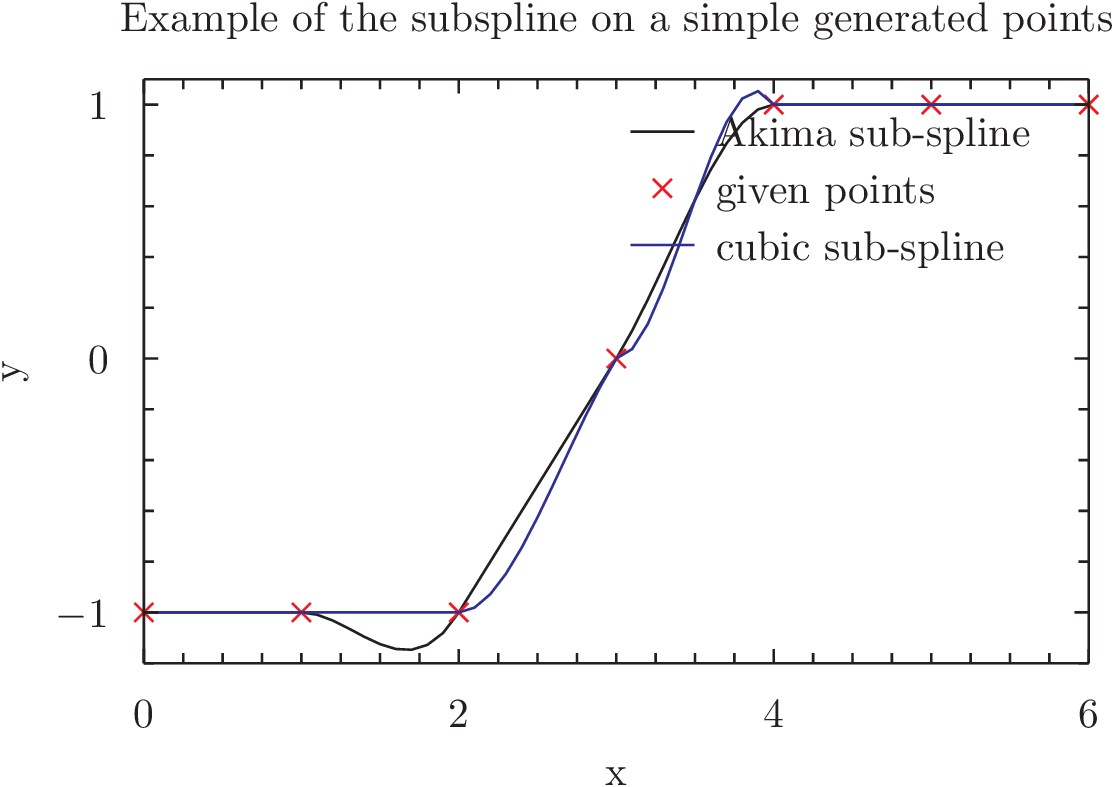 Example of the subspline on a simple generated points
1
Akima sub-spline
given points
cubic sub-spline
0
y
−1
0 2 4 6
x